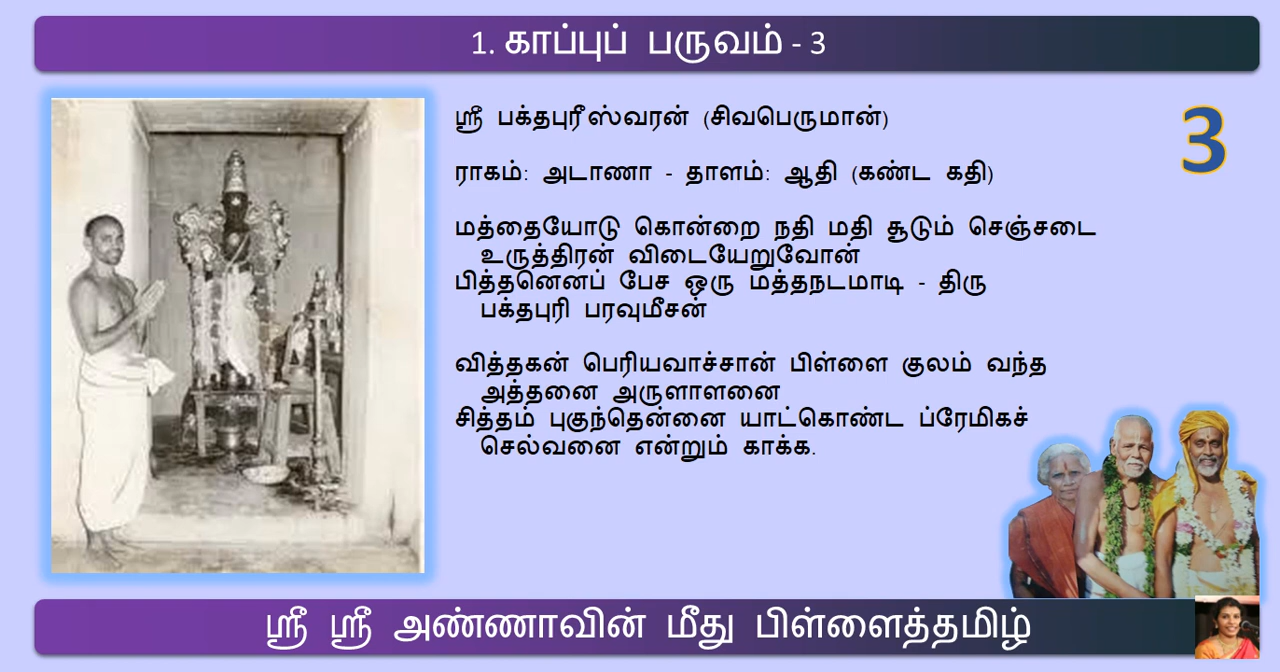 1. காப்புப் பருவம் - 3
ஸ்ரீ பக்தபுரீஸ்வரன் (சிவபெருமான்)
3
ராகம்: அடாணா - தாளம்: ஆதி (கண்ட கதி)
மத்தையோடு கொன்றை நதி மதி சூடும் செஞ்சடை
உருத்திரன் விடையேறுவோன்
பித்தனெனப் பேச ஒரு மத்தநடமாடி - திரு
பக்தபுரி பரவுமீசன்
வித்தகன் பெரியவாச்சான் பிள்ளை குலம் வந்த
அத்தனை அருளாளனை
சித்தம் புகுந்தென்னை யாட்கொண்ட ப்ரேமிகச்
செல்வனை என்றும் காக்க.
ஸ்ரீ ஸ்ரீ அண்ணாவின் மீது பிள்ளைத்தமிழ்